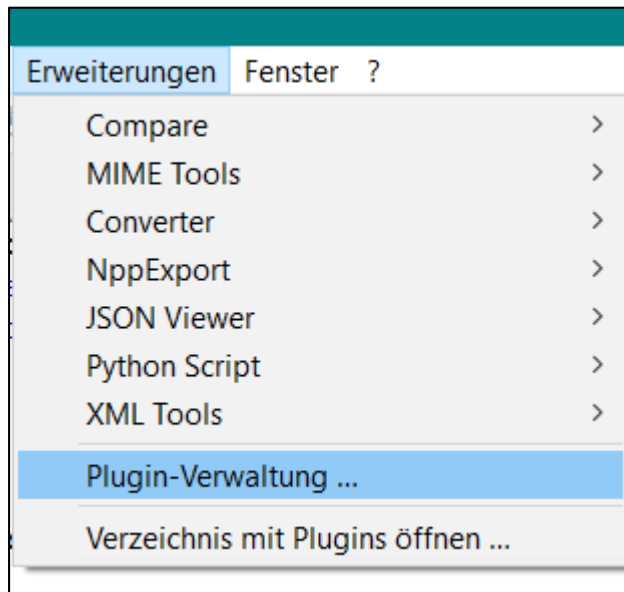 Erweiterungen Fenster ?
Compare
MIME Tools
Converter
NppExport
JSON Viewer
Python Script
XML Tools
Plugin-Verwaltung ...
Verzeichnis mit Plugins öffnen ...